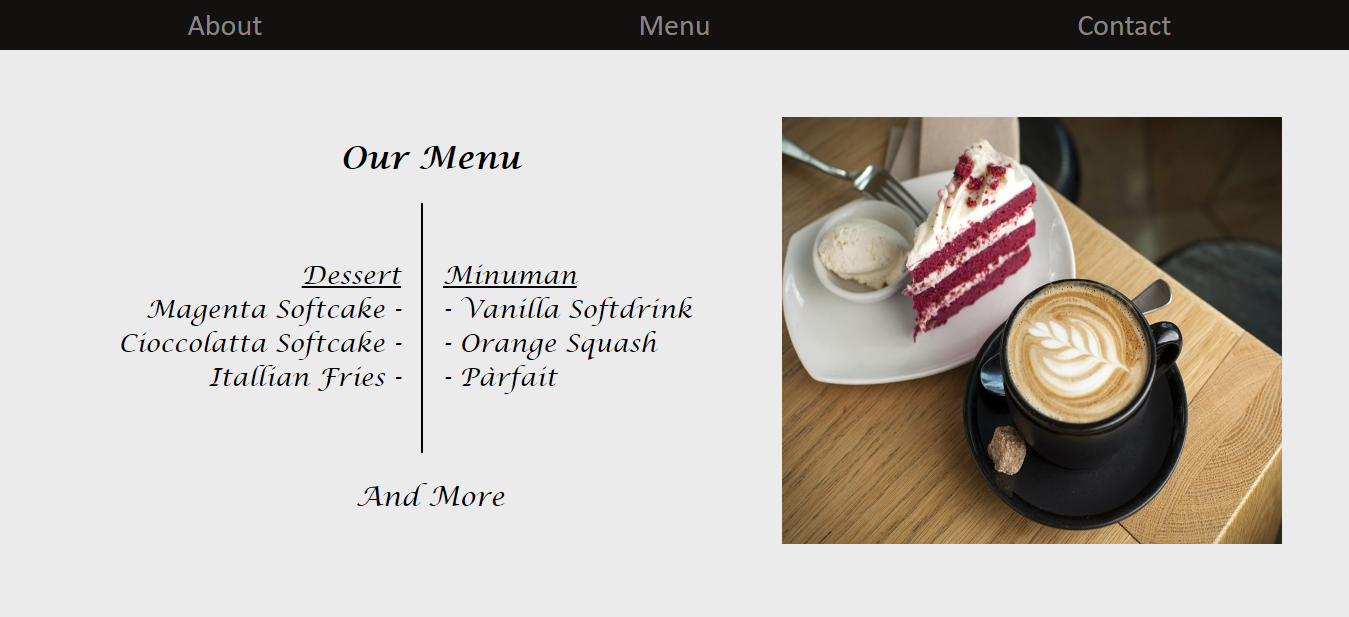 About
Menu
Contact
Our Menu
Dessert
Magenta Softcake -
Cioccolatta Softcake -
Itallian Fries -
Minuman
- Vanilla Softdrink
- Orange Squash
- Pàrfait
And More